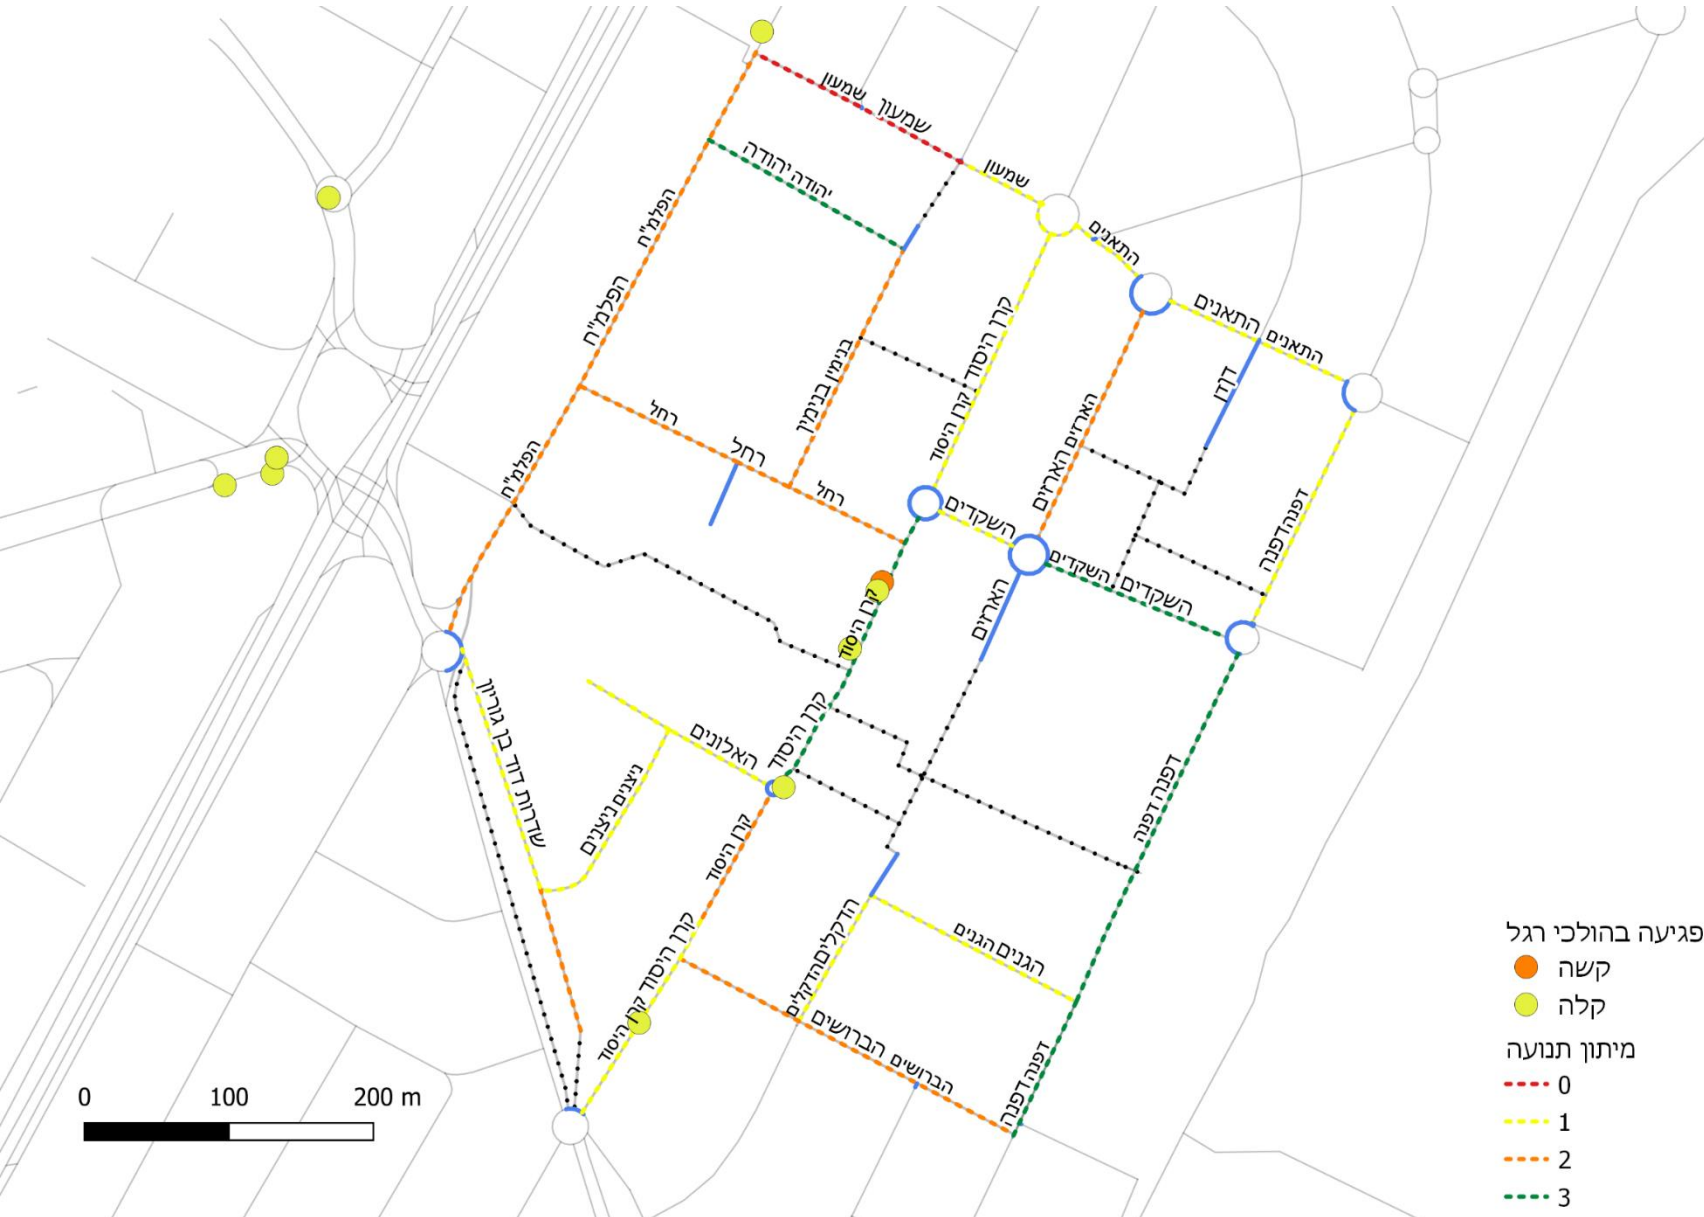 שמעון
שמעון
שמעון
יהודה
יהודה
התאנים
הפלמ"ח
התאנים
התאנים
קרן היסוד
הפלמ"ח
בנימין
בנימין
דן
דן
קרן היסוד
הארזים
הארזים
רחל
רחל
רחל
הפלמ"ח
השקדים
דפנה
דפנה
השקדים
השקדים
קרן היסוד
הארזים
שדרות דוד בן גוריון
קרן היסוד
האלונים
ניצנים
ניצנים
דפנה
דפנה
קרן היסוד
קרן היסוד
קרן היסוד
הדקלים
הדקלים
הגנים
הגנים
הברושים
הברושים
דפנה
דפנה
0 100 200 m
פגיעה בהולכי רגל
קשה
קלה
מיתון תנועה
0
1
2
3